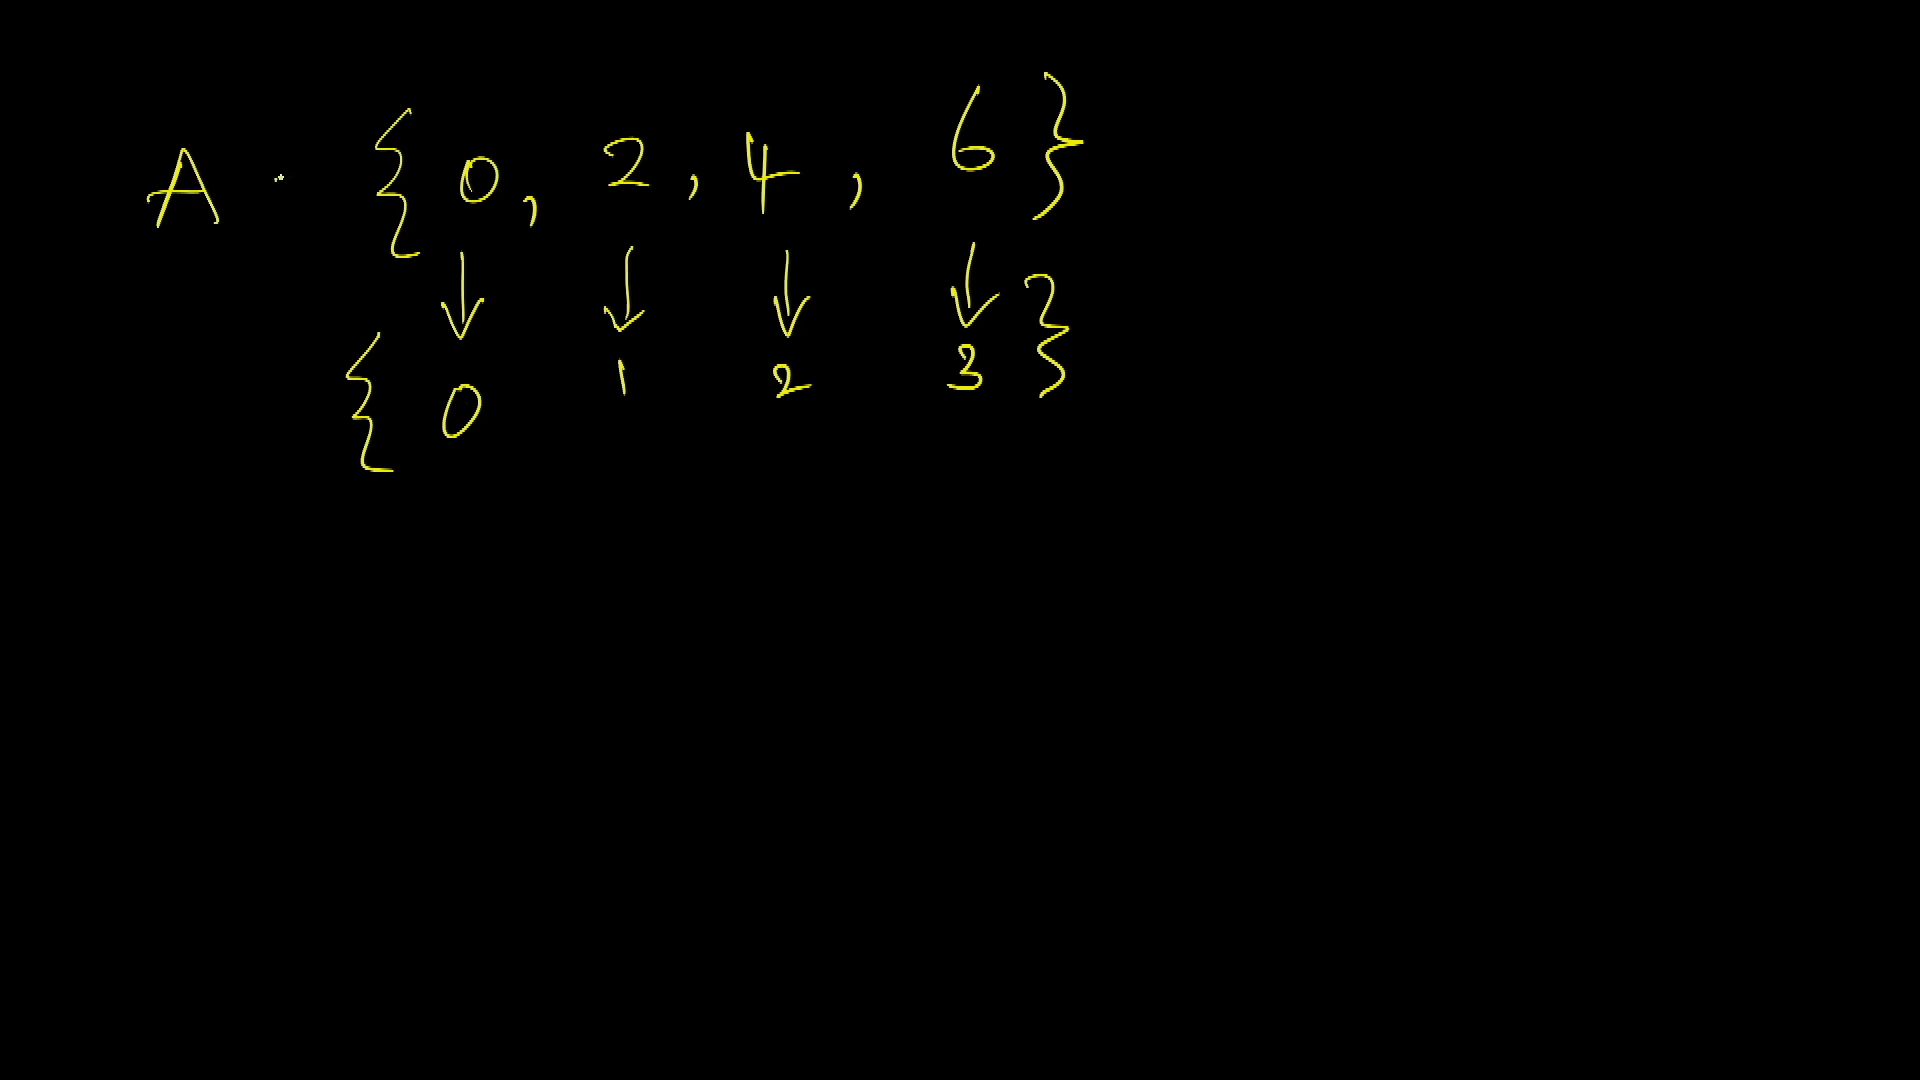 A · { 0, 2, 4, 6 }
↓ ↓ ↓ ↓
{ 0 1 2 3 }